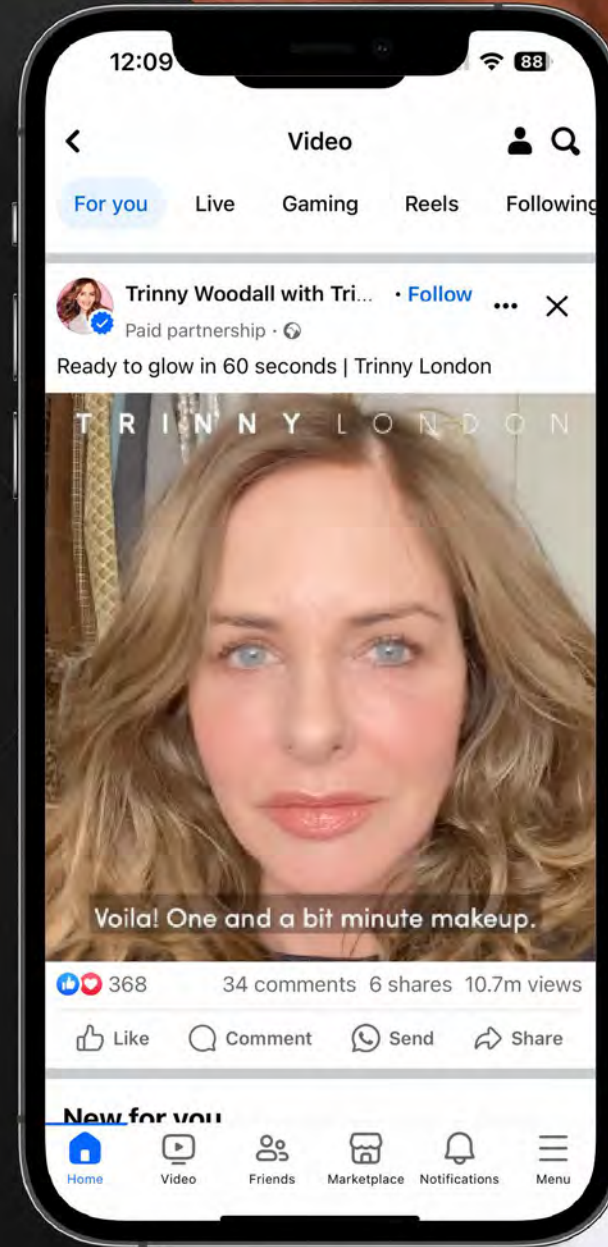 12:09
88
Video
For you Live Gaming Reels Following
Trinny Woodall with Tri... · Follow
Paid partnership ·
Ready to glow in 60 seconds | Trinny London
TRINNY LONDON
Voila! One and a bit minute makeup.
368 34 comments 6 shares 10.7m views
Like Comment Send Share
New for you
Home Video Friends Marketplace Notifications Menu